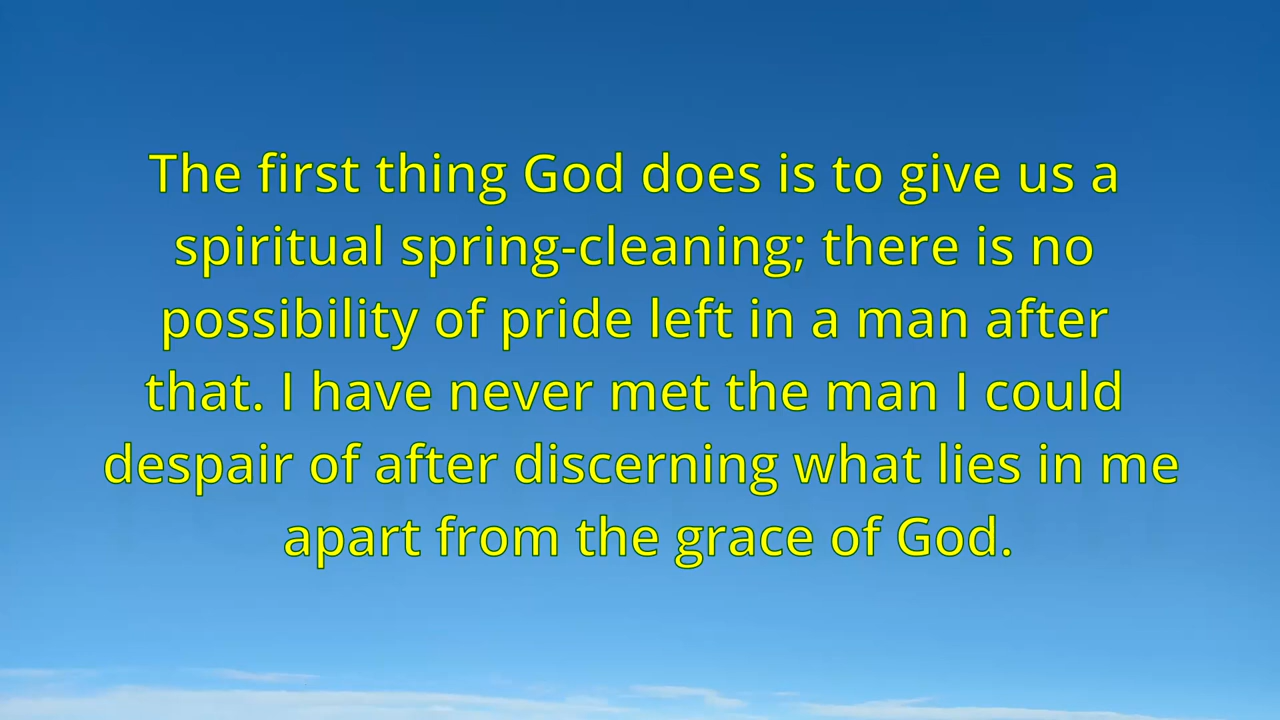 The first thing God does is to give us a
spiritual spring-cleaning; there is no
possibility of pride left in a man after
that. I have never met the man I could
despair of after discerning what lies in me
apart from the grace of God.